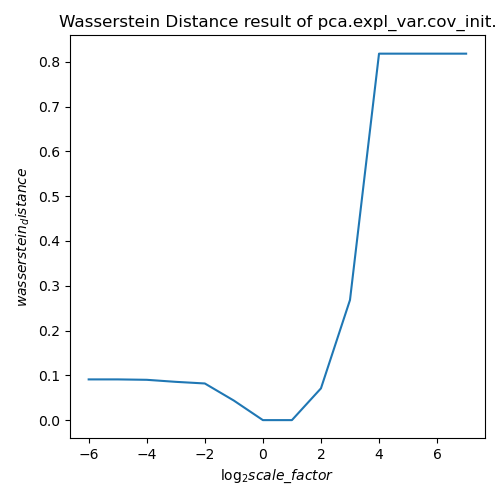 Wasserstein Distance result of pca.expl_var.cov_init.
0.8
0.7
0.6
0.5
0.4
0.3
0.2
0.1
0.0
wasserstein_distance
−6 −4 −2 0 2 4 6
log₂scale_factor